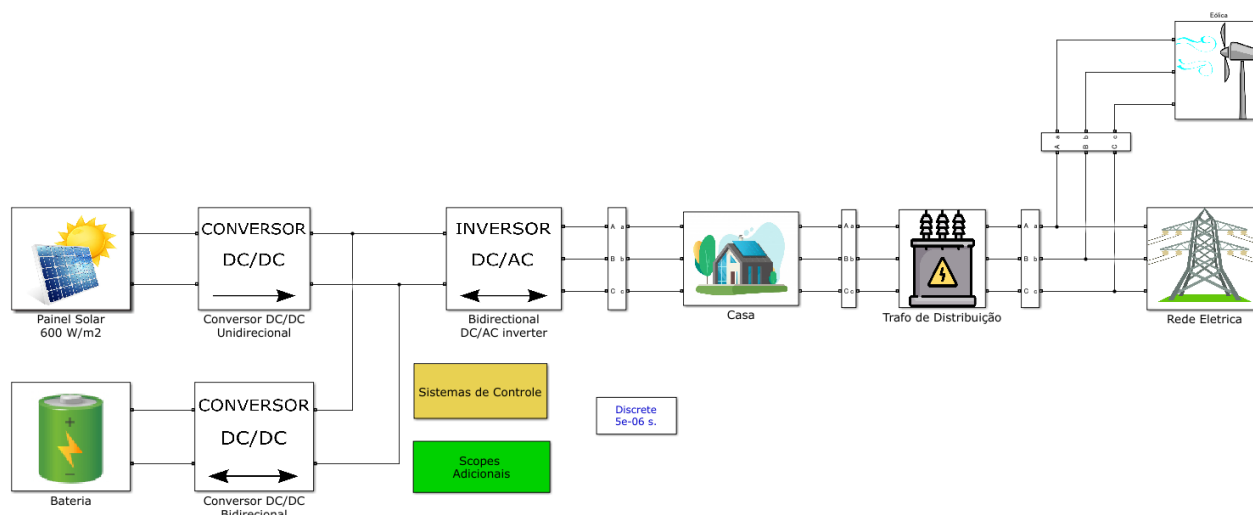 Eólica
A a
B b
C c
CONVERSOR
DC/DC
INVERSOR
DC/AC
A a
B b
C c
A a
B b
C c
A a
B b
C c
Painel Solar
600 W/m2
Conversor DC/DC
Unidirecional
Bidirectional
DC/AC inverter
Casa
Trafo de Distribuição
Rede Eletrica
CONVERSOR
DC/DC
Sistemas de Controle
Discrete
5e-06 s.
Scopes
Adicionais
Bateria
Conversor DC/DC
Bidirecional